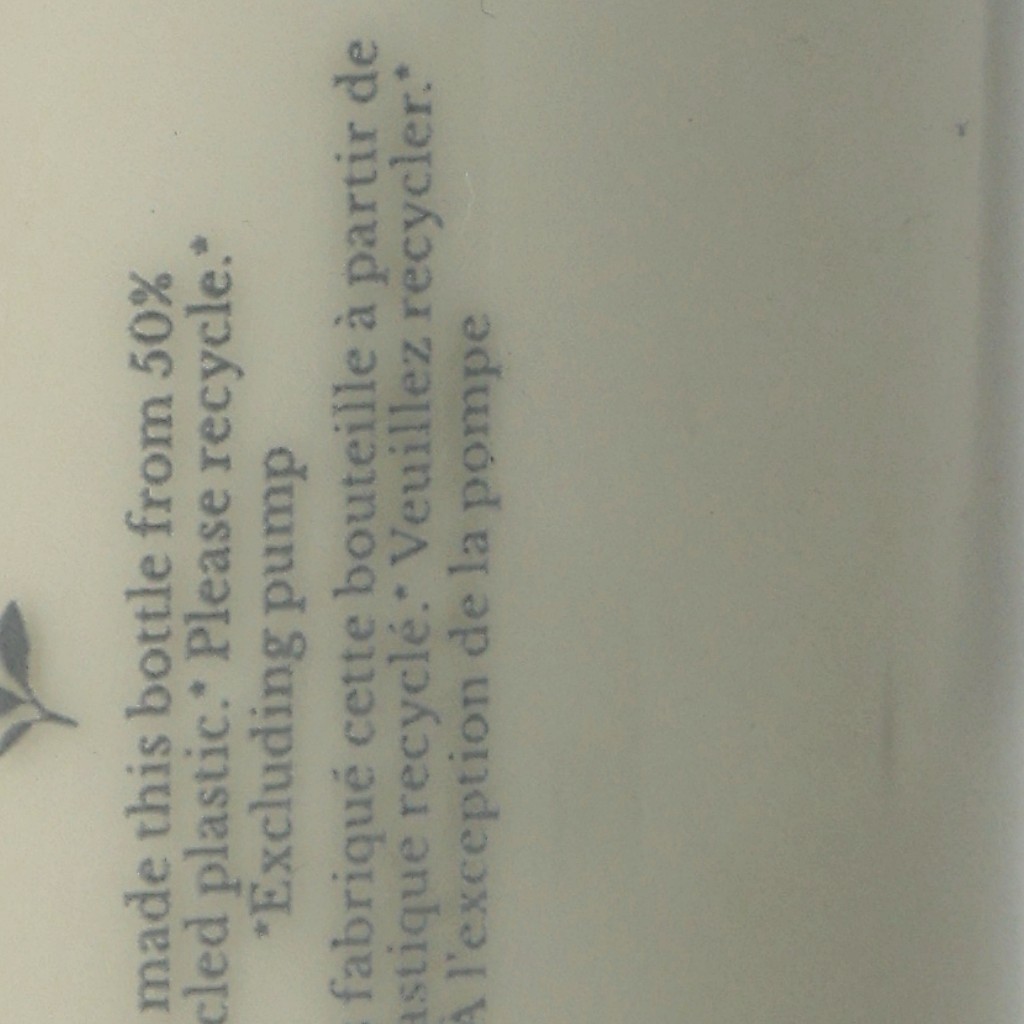 made this bottle from 50%
cled plastic.* Please recycle.*
*Excluding pump
fabriqué cette bouteille à partir de
astique recyclé.* Veuillez recycler.*
À l'exception de la pompe